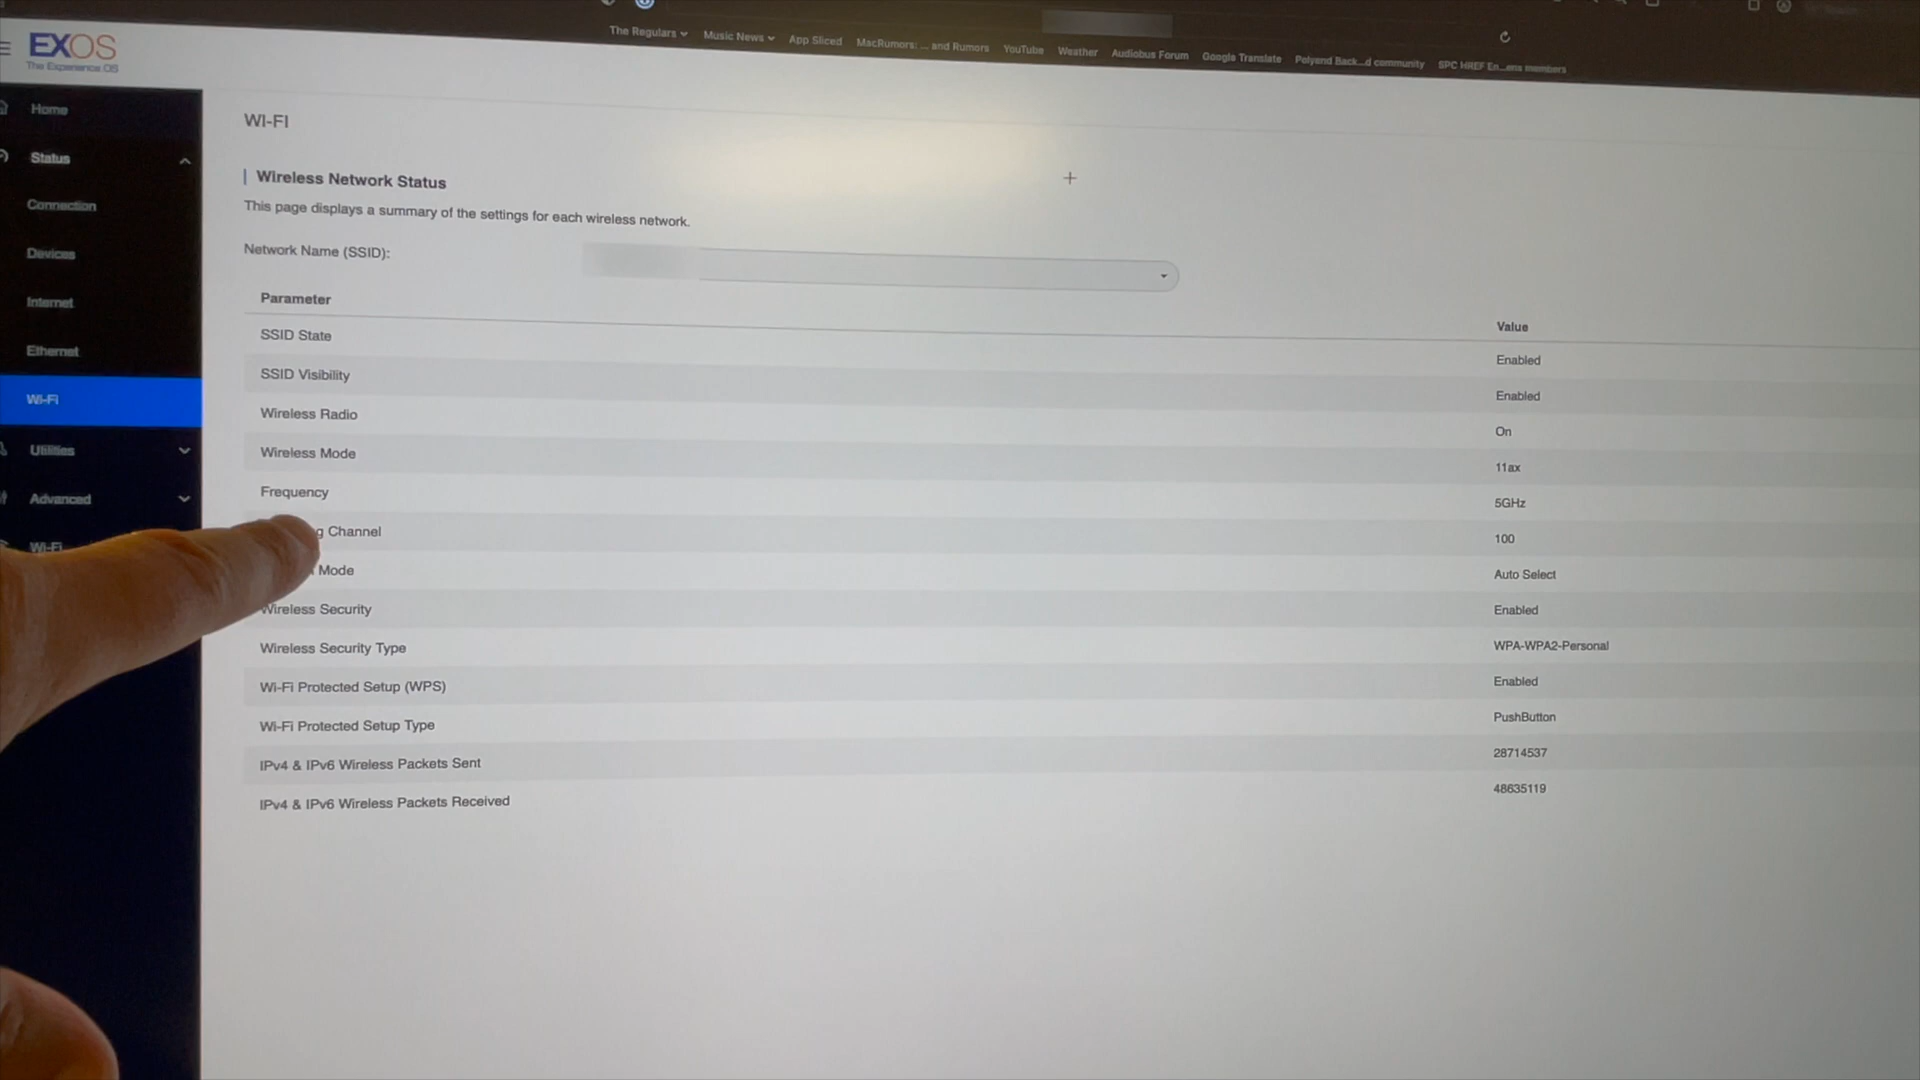 The Regulars Music News App Sliced MacRumors: ... and Rumors YouTube Weather Audiobus Forum Google Translate Polyend Back...d community SPC HREF En...ens members
EXOS
The Experience OS
Home
Status
Connection
Devices
Internet
Ethernet
Wi-Fi
Utilities
Advanced
Wi-Fi
WI-FI
Wireless Network Status
This page displays a summary of the settings for each wireless network.
Network Name (SSID):
Parameter Value
SSID State Enabled
SSID Visibility Enabled
Wireless Radio On
Wireless Mode 11ax
Frequency 5GHz
g Channel 100
Mode Auto Select
Wireless Security Enabled
Wireless Security Type WPA-WPA2-Personal
Wi-Fi Protected Setup (WPS) Enabled
Wi-Fi Protected Setup Type PushButton
IPv4 & IPv6 Wireless Packets Sent 28714537
IPv4 & IPv6 Wireless Packets Received 48635119